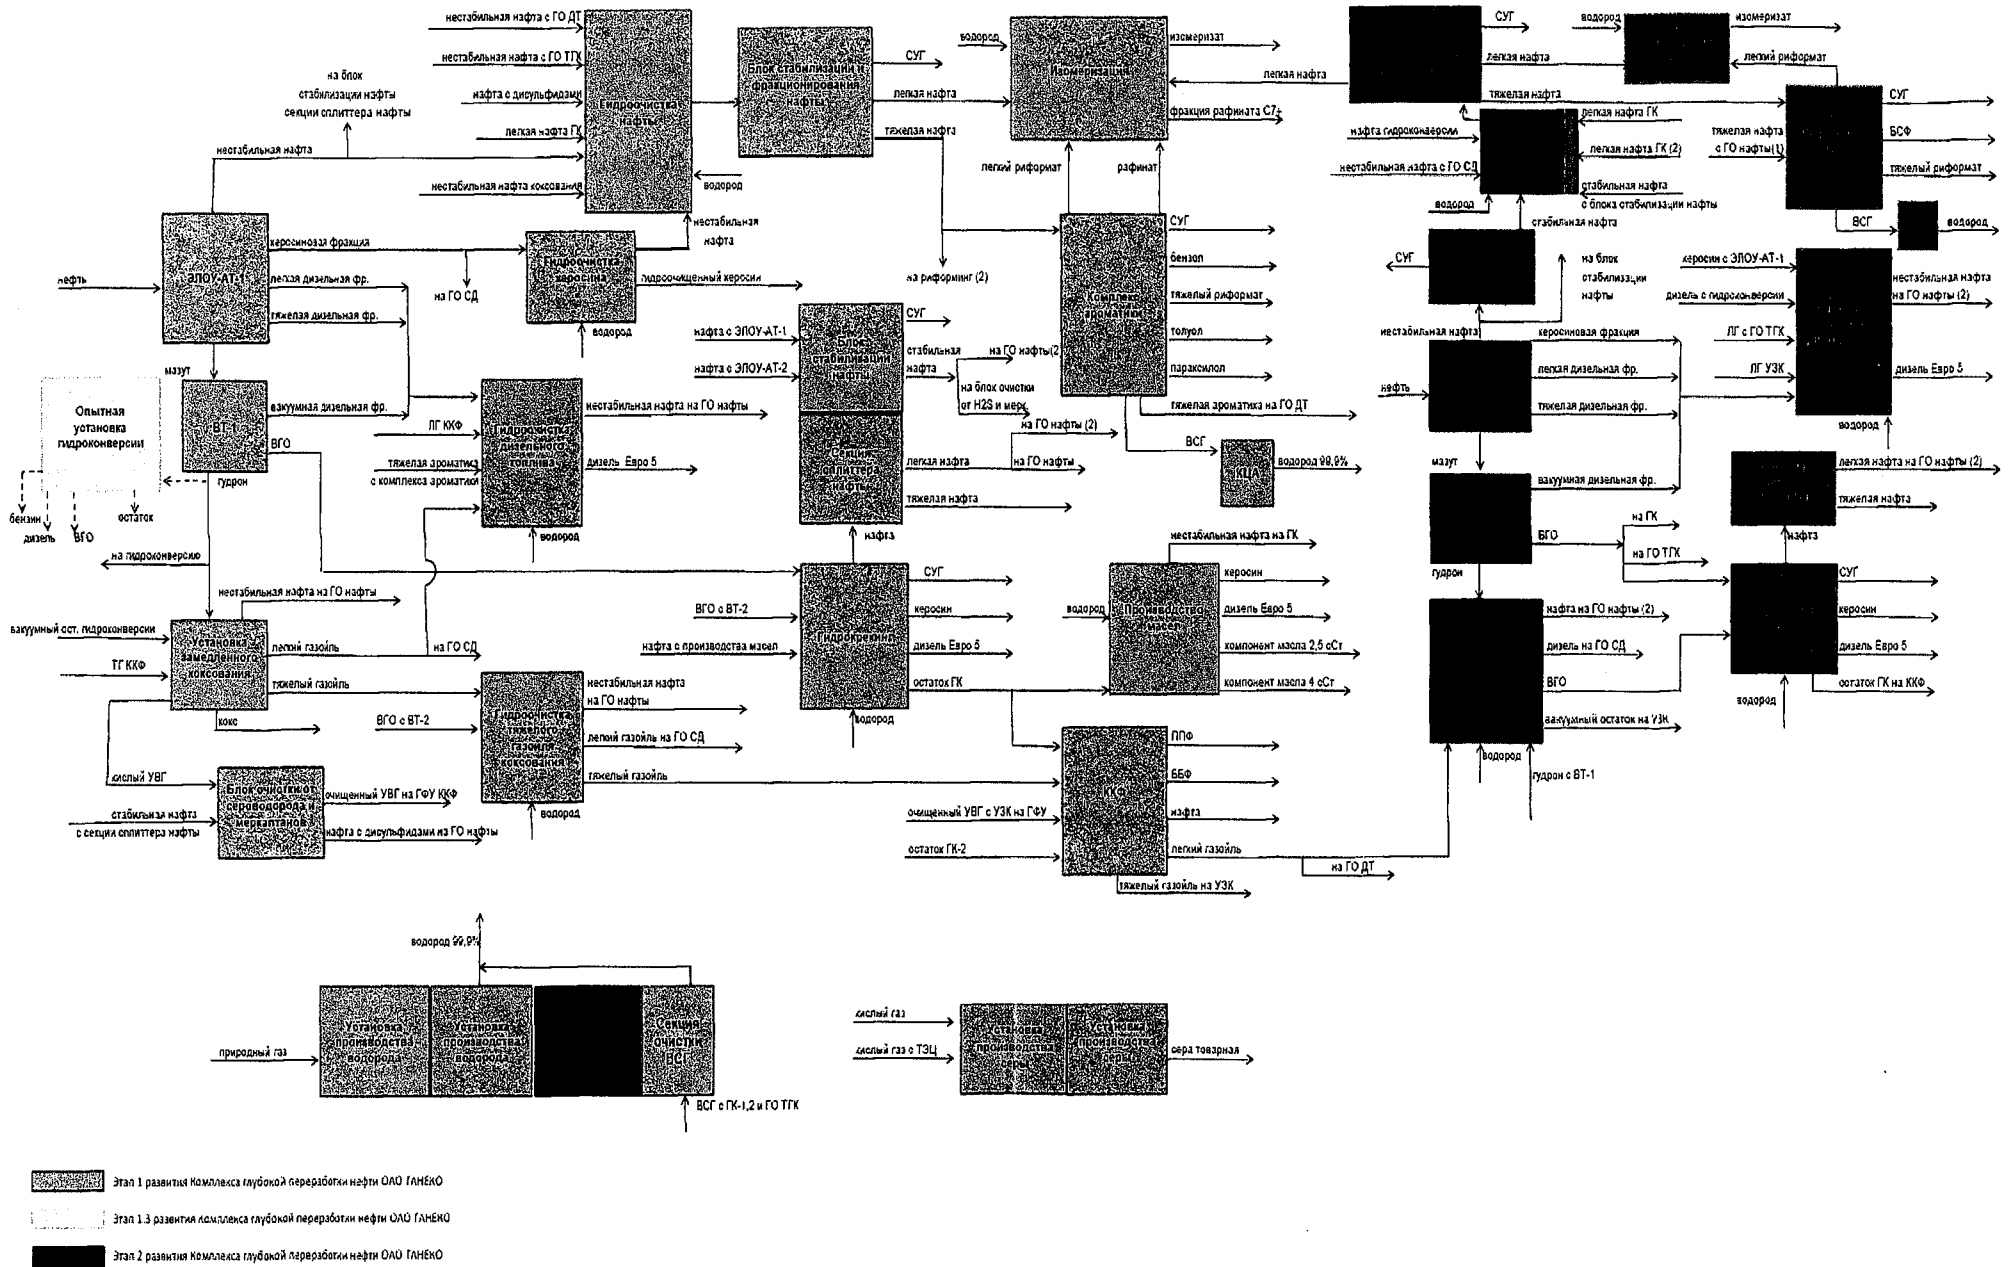 нестабильная нафта с ГО ДТ
нестабильная нафта с ГО ТГК
нафта с дисульфидами
легкая нафта ГК
нестабильная нафта
нестабильная нафта коксования
на блок
стабилизации нафты
секции сплиттера нафты
Гидроочистка
нафты
водород
нестабильная
нафта
Блок стабилизации и
фракционирования
нафты
СУГ
легкая нафта
тяжелая нафта
на риформинг (2)
водород
Изомеризация
изомеризат
легкая нафта
фракция рафината С7+
легкий риформат
рафинат
СУГ
легкая нафта
тяжелая нафта
водород
изомеризат
легкий риформат
нафта гидроконверсии
нестабильная нафта с ГО СД
водород
легкая нафта ГК
легкая нафта ГК (2)
стабильная нафта
с блока стабилизации нафты
стабильная нафта
тяжелая нафта
с ГО нафты(1)
СУГ
БСФ
тяжелый риформат
ВСГ
водород
нефть
ЭЛОУ-АТ-1
керосиновая фракция
на ГО СД
легкая дизельная фр.
тяжелая дизельная фр.
мазут
Гидроочистка
керосина
гидроочищенный керосин
водород
Комплекс
ароматики
СУГ
бензол
тяжелый риформат
толуол
параксилол
тяжелая ароматика на ГО ДТ
ВСГ
КЦА
водород 99,9%
нафта с ЭЛОУ-АТ-1
нафта с ЭЛОУ-АТ-2
Блок
стабилизации
нафты
СУГ
стабильная
нафта
на ГО нафты(2
на блок очистки
от H2S и мерк.
Секция
сплиттера
нафты
на ГО нафты (2)
легкая нафта
на ГО нафты
тяжелая нафта
нафта
СУГ
на блок
стабилизации
нафты
нестабильная нафта
нефть
керосиновая фракция
легкая дизельная фр.
тяжелая дизельная фр.
мазут
вакуумная дизельная фр.
ВГО
на ГК
на ГО ТГК
гудрон
керосин с ЭЛОУ-АТ-1
дизель с гидроконверсии
ЛГ с ГО ТГК
ЛГ УЗК
нестабильная нафта
на ГО нафты (2)
дизель Евро 5
водород
легкая нафта на ГО нафты (2)
тяжелая нафта
нафта
СУГ
керосин
дизель Евро 5
остаток ГК на ККФ
водород
нафта на ГО нафты (2)
дизель на ГО СД
ВГО
вакуумный остаток на УЗК
водород
гудрон с ВТ-1
Опытная
установка
гидроконверсии
бензин
дизель
ВГО
остаток
гудрон
ВТ-1
вакуумная дизельная фр.
ВГО
ЛГ ККФ
тяжелая ароматика
с комплекса ароматики
Гидроочистка
дизельного
топлива
нестабильная нафта на ГО нафты
дизель Евро 5
водород
на гидроконверсию
нестабильная нафта на ГО нафты
вакуумный ост. гидроконверсии
ТГ ККФ
Установка
замедленного
коксования
легкий газойль
на ГО СД
тяжелый газойль
кокс
кислый УВГ
стабильная нафта
с секции сплиттера нафты
Блок очистки от
сероводорода и
меркаптанов
очищенный УВГ на ГФУ ККФ
нафта с дисульфидами на ГО нафты
ВГО с ВТ-2
Гидроочистка
тяжелого
газойля
коксования
нестабильная нафта
на ГО нафты
легкий газойль на ГО СД
тяжелый газойль
водород
ВГО с ВТ-2
нафта с производства масел
Гидрокрекинг
СУГ
керосин
дизель Евро 5
остаток ГК
водород
водород
Производство
масел
нестабильная нафта на ГК
керосин
дизель Евро 5
компонент масла 2,5 сСт
компонент масла 4 сСт
очищенный УВГ с УЗК на ГФУ
остаток ГК-2
ККФ
ППФ
ББФ
нафта
легкий газойль
на ГО ДТ
тяжелый газойль на УЗК
водород 99,9%
природный газ
Установка
производства
водорода
Установка
производства
водорода
Секция
очистки
ВСГ
ВСГ с ГК-1,2 и ГО ТГК
кислый газ
кислый газ с ТЭЦ
Установка
производства
серы
Установка
производства
серы
сера товарная
Этап 1 развития Комплекса глубокой переработки нефти ОАО ТАНЕКО
Этап 1.3 развития Комплекса глубокой переработки нефти ОАО ТАНЕКО
Этап 2 развития Комплекса глубокой переработки нефти ОАО ТАНЕКО